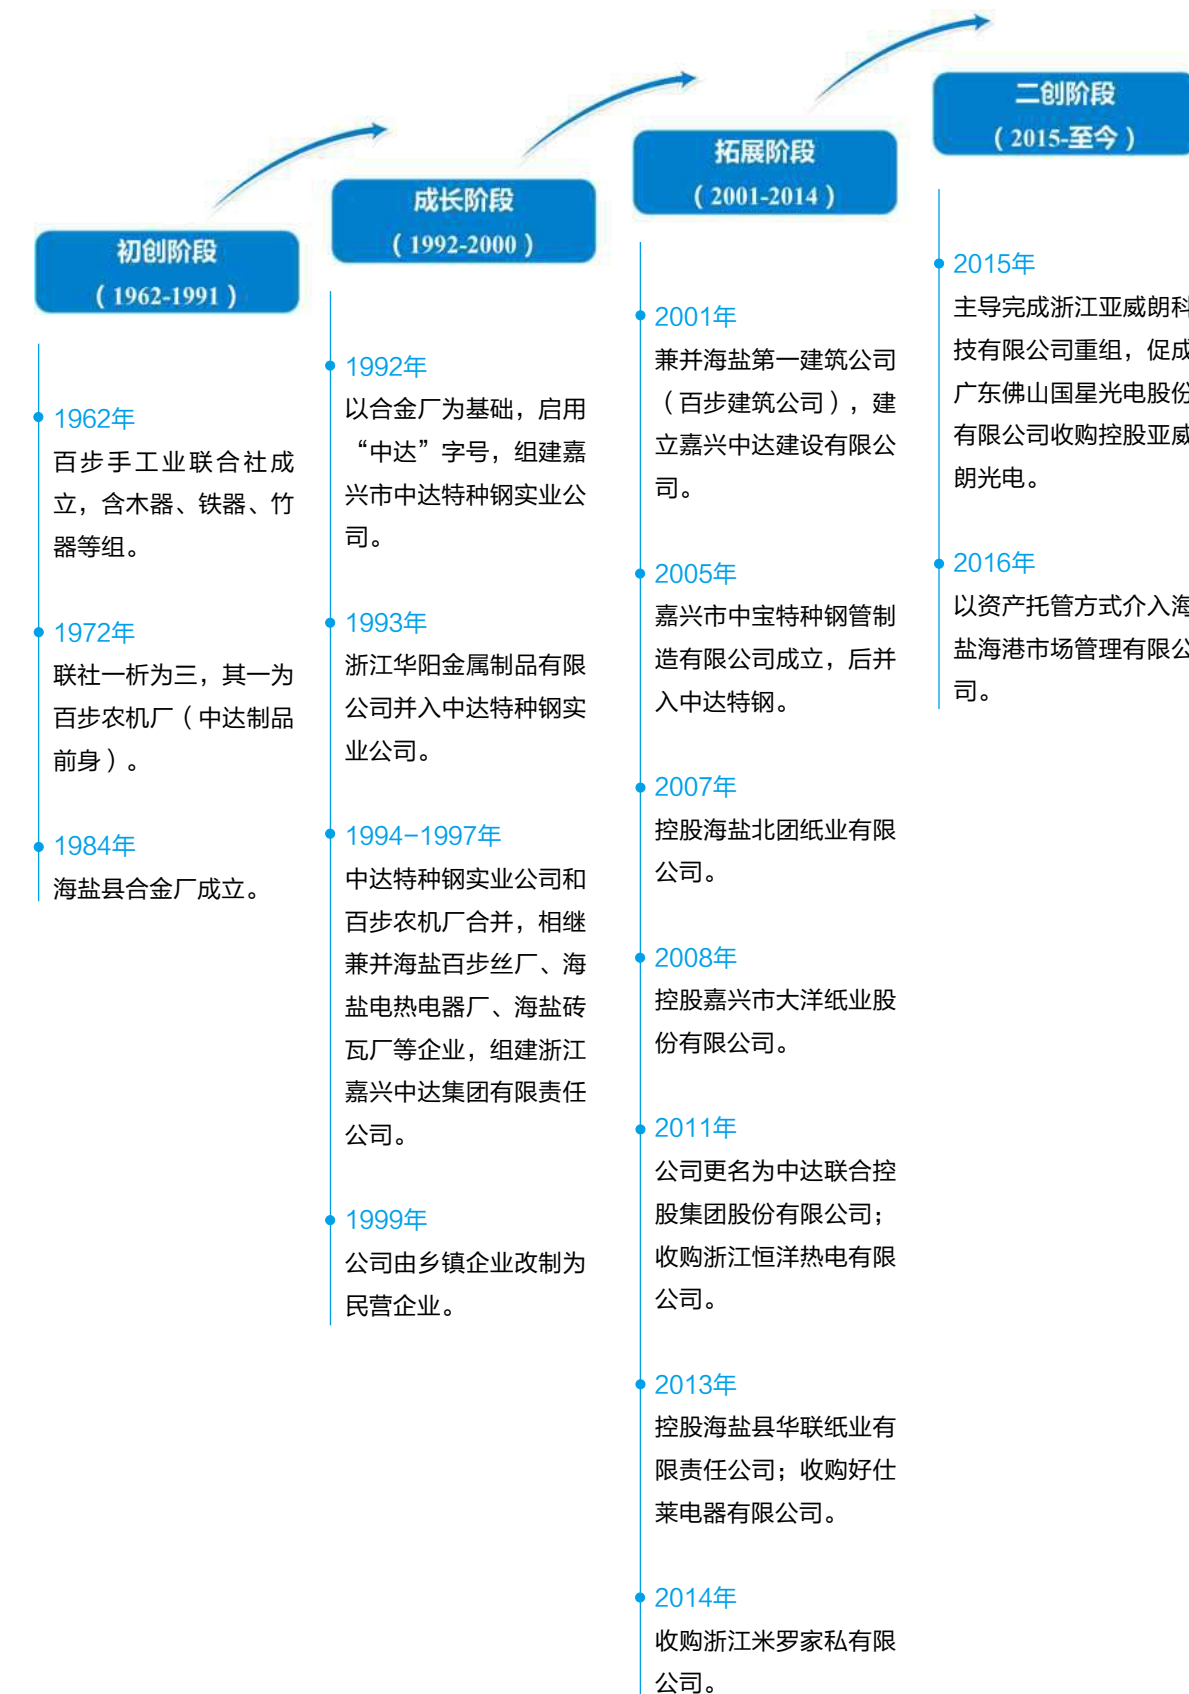 初创阶段
（1962-1991）
1962年
百步手工业联合社成
立，含木器、铁器、竹
器等组。
1972年
联社一析为三，其一为
百步农机厂（中达制品
前身）。
1984年
海盐县合金厂成立。
成长阶段
（1992-2000）
1992年
以合金厂为基础，启用
“中达”字号，组建嘉
兴市中达特种钢实业公
司。
1993年
浙江华阳金属制品有限
公司并入中达特种钢实
业公司。
1994-1997年
中达特种钢实业公司和
百步农机厂合并，相继
兼并海盐百步丝厂、海
盐电热电器厂、海盐砖
瓦厂等企业，组建浙江
嘉兴中达集团有限责任
公司。
1999年
公司由乡镇企业改制为
民营企业。
拓展阶段
（2001-2014）
2001年
兼并海盐第一建筑公司
（百步建筑公司），建
立嘉兴中达建设有限公
司。
2005年
嘉兴市中宝特种钢管制
造有限公司成立，后并
入中达特钢。
2007年
控股海盐北团纸业有限
公司。
2008年
控股嘉兴市大洋纸业股
份有限公司。
2011年
公司更名为中达联合控
股集团股份有限公司；
收购浙江恒洋热电有限
公司。
2013年
控股海盐县华联纸业有
限责任公司；收购好仕
莱电器有限公司。
2014年
收购浙江米罗家私有限
公司。
二创阶段
（2015-至今）
2015年
主导完成浙江亚威朗科
技有限公司重组，促成
广东佛山国星光电股份
有限公司收购控股亚威
朗光电。
2016年
以资产托管方式介入海
盐海港市场管理有限公
司。